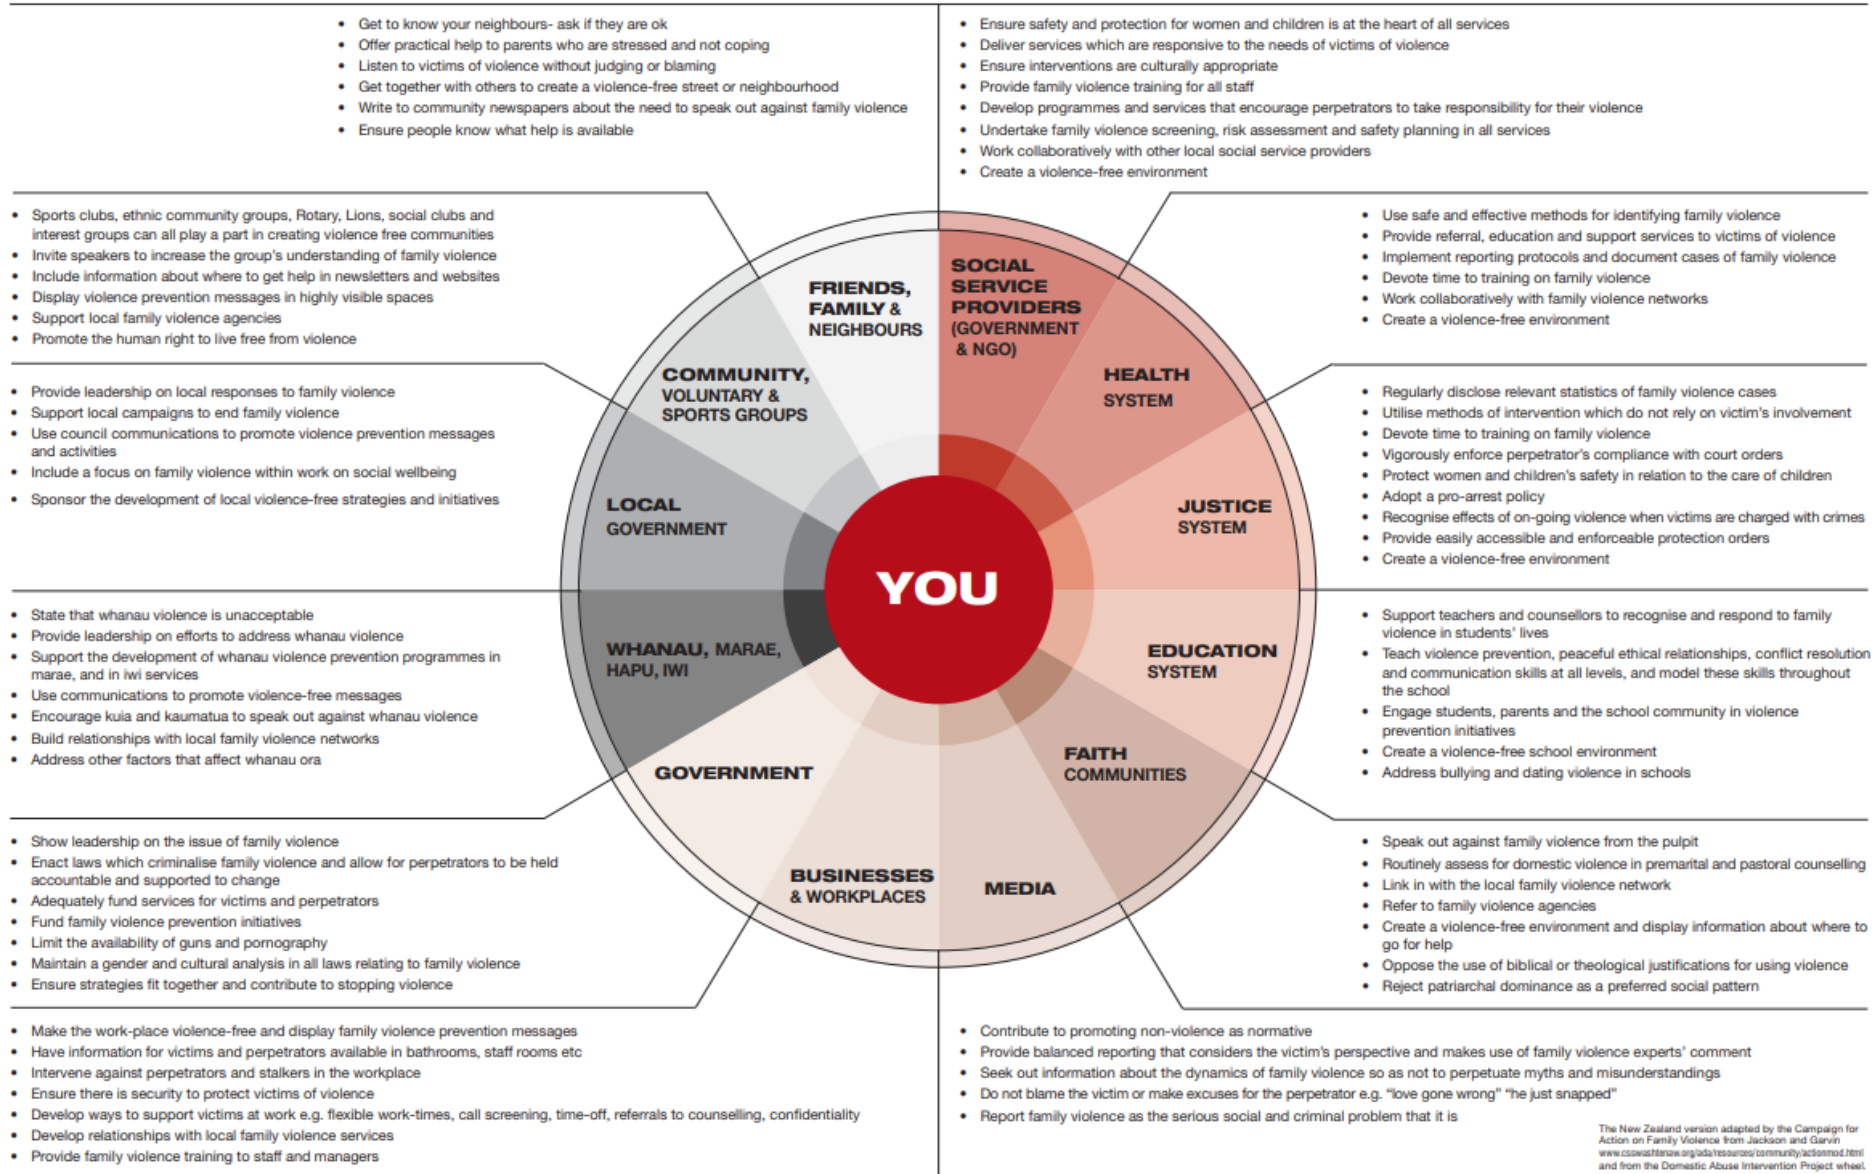 • Get to know your neighbours- ask if they are ok
• Offer practical help to parents who are stressed and not coping
• Listen to victims of violence without judging or blaming
• Get together with others to create a violence-free street or neighbourhood
• Write to community newspapers about the need to speak out against family violence
• Ensure people know what help is available
• Ensure safety and protection for women and children is at the heart of all services
• Deliver services which are responsive to the needs of victims of violence
• Ensure interventions are culturally appropriate
• Provide family violence training for all staff
• Develop programmes and services that encourage perpetrators to take responsibility for their violence
• Undertake family violence screening, risk assessment and safety planning in all services
• Work collaboratively with other local social service providers
• Create a violence-free environment
• Sports clubs, ethnic community groups, Rotary, Lions, social clubs and
interest groups can all play a part in creating violence free communities
• Invite speakers to increase the group's understanding of family violence
• Include information about where to get help in newsletters and websites
• Display violence prevention messages in highly visible spaces
• Support local family violence agencies
• Promote the human right to live free from violence
• Use safe and effective methods for identifying family violence
• Provide referral, education and support services to victims of violence
• Implement reporting protocols and document cases of family violence
• Devote time to training on family violence
• Work collaboratively with family violence networks
• Create a violence-free environment
• Provide leadership on local responses to family violence
• Support local campaigns to end family violence
• Use council communications to promote violence prevention messages
and activities
• Include a focus on family violence within work on social wellbeing
• Sponsor the development of local violence-free strategies and initiatives
• Regularly disclose relevant statistics of family violence cases
• Utilise methods of intervention which do not rely on victim's involvement
• Devote time to training on family violence
• Vigorously enforce perpetrator's compliance with court orders
• Protect women and children's safety in relation to the care of children
• Adopt a pro-arrest policy
• Recognise effects of on-going violence when victims are charged with crimes
• Provide easily accessible and enforceable protection orders
• Create a violence-free environment
FRIENDS,
FAMILY &
NEIGHBOURS
SOCIAL
SERVICE
PROVIDERS
(GOVERNMENT
& NGO)
COMMUNITY,
VOLUNTARY &
SPORTS GROUPS
HEALTH
SYSTEM
LOCAL
GOVERNMENT
JUSTICE
SYSTEM
YOU
WHANAU, MARAE,
HAPU, IWI
EDUCATION
SYSTEM
GOVERNMENT
FAITH
COMMUNITIES
BUSINESSES
& WORKPLACES
MEDIA
• State that whanau violence is unacceptable
• Provide leadership on efforts to address whanau violence
• Support the development of whanau violence prevention programmes in
marae, and in iwi services
• Use communications to promote violence-free messages
• Encourage kuia and kaumatua to speak out against whanau violence
• Build relationships with local family violence networks
• Address other factors that affect whanau ora
• Support teachers and counsellors to recognise and respond to family
violence in students' lives
• Teach violence prevention, peaceful ethical relationships, conflict resolution
and communication skills at all levels, and model these skills throughout
the school
• Engage students, parents and the school community in violence
prevention initiatives
• Create a violence-free school environment
• Address bullying and dating violence in schools
• Show leadership on the issue of family violence
• Enact laws which criminalise family violence and allow for perpetrators to be held
accountable and supported to change
• Adequately fund services for victims and perpetrators
• Fund family violence prevention initiatives
• Limit the availability of guns and pornography
• Maintain a gender and cultural analysis in all laws relating to family violence
• Ensure strategies fit together and contribute to stopping violence
• Speak out against family violence from the pulpit
• Routinely assess for domestic violence in premarital and pastoral counselling
• Link in with the local family violence network
• Refer to family violence agencies
• Create a violence-free environment and display information about where to
go for help
• Oppose the use of biblical or theological justifications for using violence
• Reject patriarchal dominance as a preferred social pattern
• Make the work-place violence-free and display family violence prevention messages
• Have information for victims and perpetrators available in bathrooms, staff rooms etc
• Intervene against perpetrators and stalkers in the workplace
• Ensure there is security to protect victims of violence
• Develop ways to support victims at work e.g. flexible work-times, call screening, time-off, referrals to counselling, confidentiality
• Develop relationships with local family violence services
• Provide family violence training to staff and managers
• Contribute to promoting non-violence as normative
• Provide balanced reporting that considers the victim's perspective and makes use of family violence experts' comment
• Seek out information about the dynamics of family violence so as not to perpetuate myths and misunderstandings
• Do not blame the victim or make excuses for the perpetrator e.g. "love gone wrong" "he just snapped"
• Report family violence as the serious social and criminal problem that it is
The New Zealand version adapted by the Campaign for
Action on Family Violence from Jackson and Garvin
www.csswashtenaw.org/ada/resources/community/actionmod.html
and from the Domestic Abuse Intervention Project wheel.